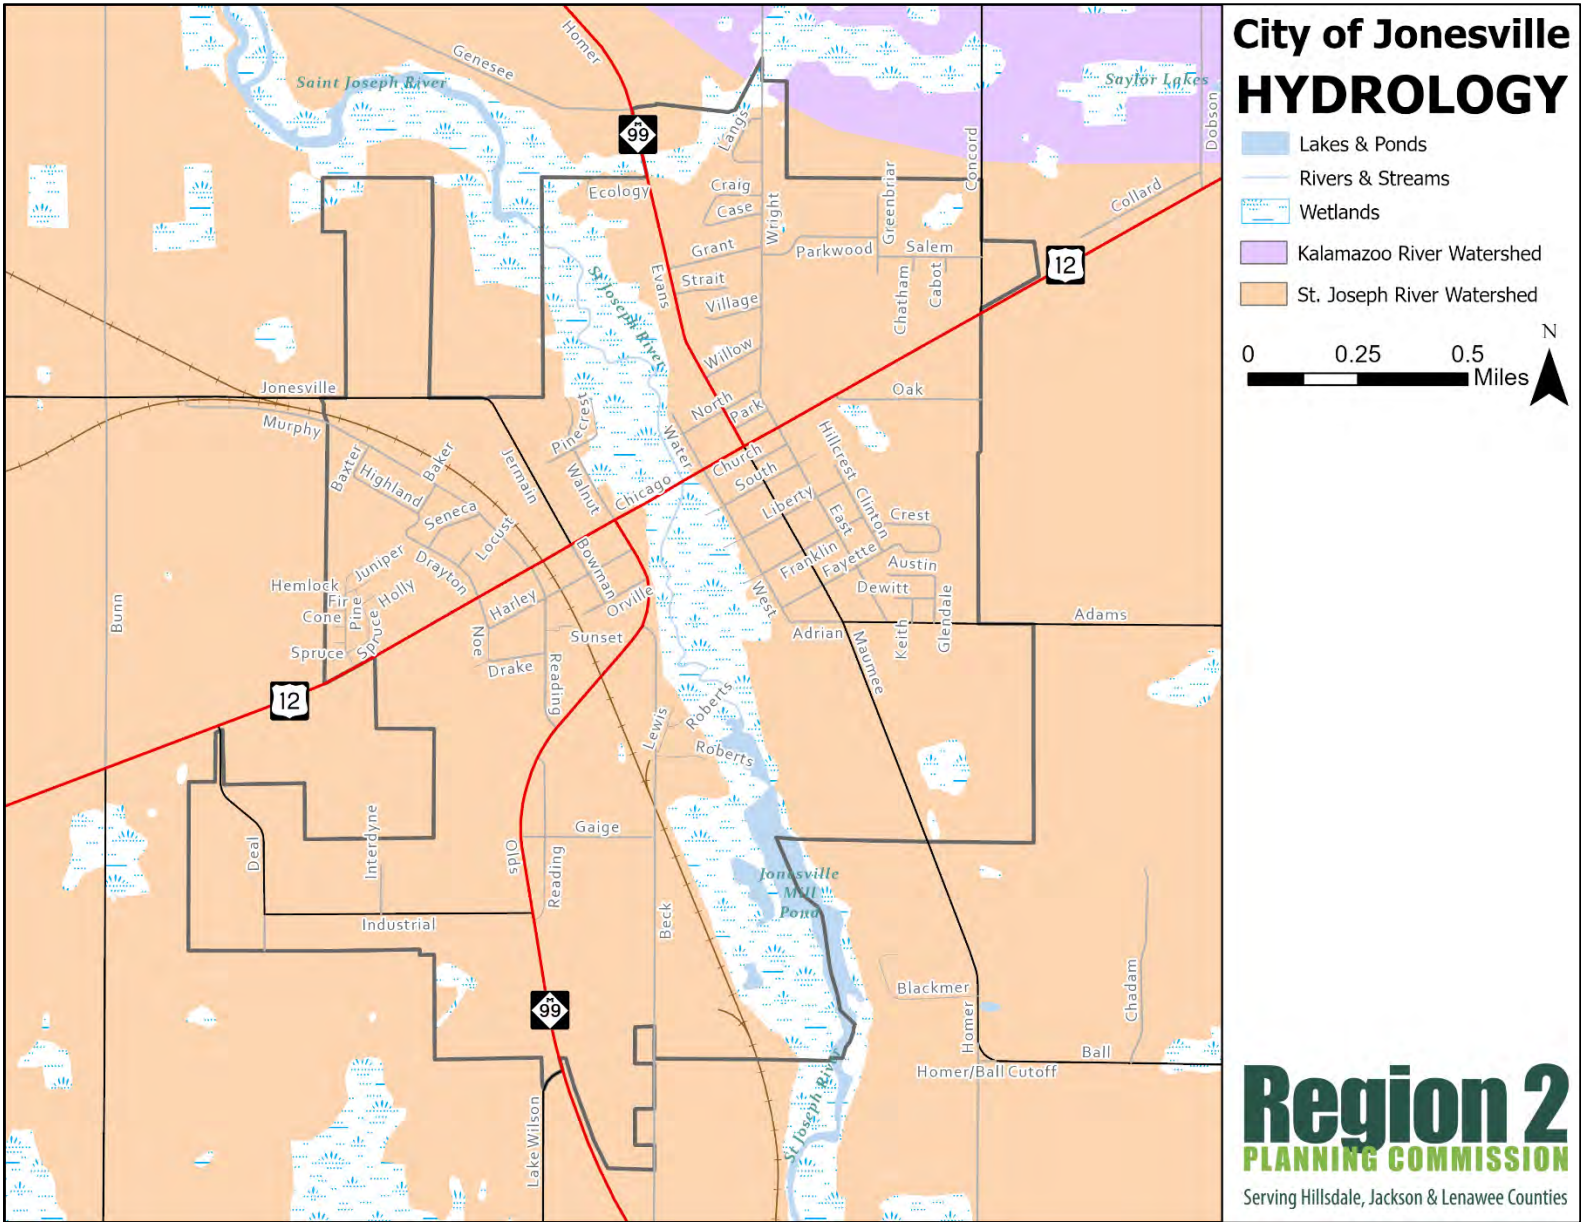 City of Jonesville
HYDROLOGY
Lakes & Ponds
Rivers & Streams
Wetlands
Kalamazoo River Watershed
St. Joseph River Watershed
N
0 0.25 0.5
Miles
Homer
Genesee
Saint Joseph River
Saylor Lakes
M
99
Langs
Dobson
Concord
Ecology
Craig
Case
Wright
Greenbriar
Collard
Grant
Parkwood
Salem
12
Evans
Strait
Village
Chatham
Cabot
St Joseph River
Willow
Jonesville
Oak
Murphy
Pinecrest
North
Park
Water
Baxter
Highland
Baker
Jermain
Walnut
Chicago
Church
South
Hillcrest
Clinton
Liberty
East
Crest
Seneca
Locust
Juniper
Drayton
Bowman
Franklin
Fayette
Austin
Hemlock
Fir
Cone
Pine
Holly
Harley
Orville
West
Dewitt
Bunn
Spruce
Spruce
Noe
Sunset
Adrian
Keith
Glendale
Adams
Drake
Reading
Maumee
12
Lewis
Roberts
Roberts
Deal
Interdyne
Olds
Gaige
Reading
Jonesville
Mill
Pond
Industrial
Beck
M
99
Blackmer
Homer
Chadam
Ball
Homer/Ball Cutoff
Lake Wilson
St Joseph River
Region 2
PLANNING COMMISSION
Serving Hillsdale, Jackson & Lenawee Counties